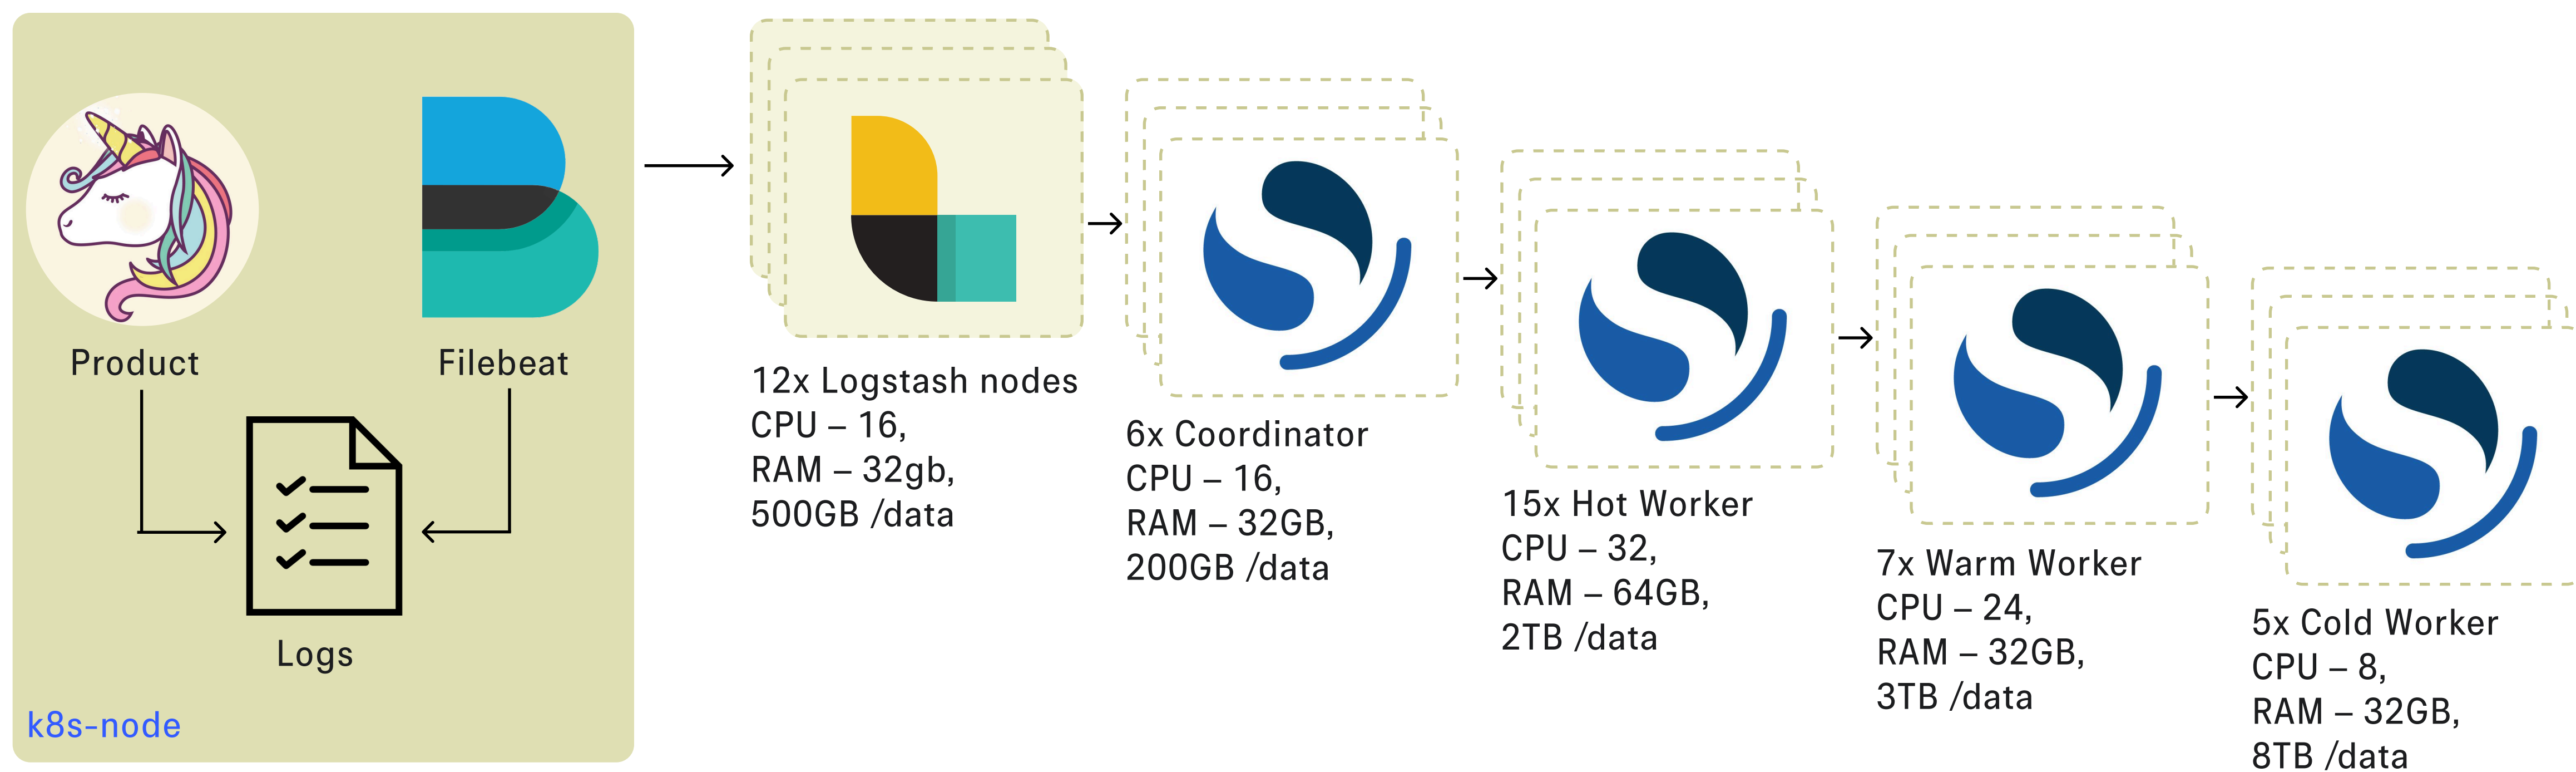 Product
Filebeat
Logs
k8s-node
12x Logstash nodes
CPU – 16,
RAM – 32gb,
500GB /data
6x Coordinator
CPU – 16,
RAM – 32GB,
200GB /data
15x Hot Worker
CPU – 32,
RAM – 64GB,
2TB /data
7x Warm Worker
CPU – 24,
RAM – 32GB,
3TB /data
5x Cold Worker
CPU – 8,
RAM – 32GB,
8TB /data